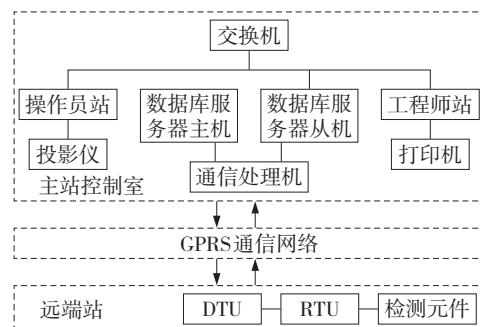 交换机
操作员站
数据库服
务器主机
数据库服
务器从机
工程师站
投影仪
打印机
主站控制室
通信处理机
GPRS通信网络
远端站
DTU
RTU
检测元件